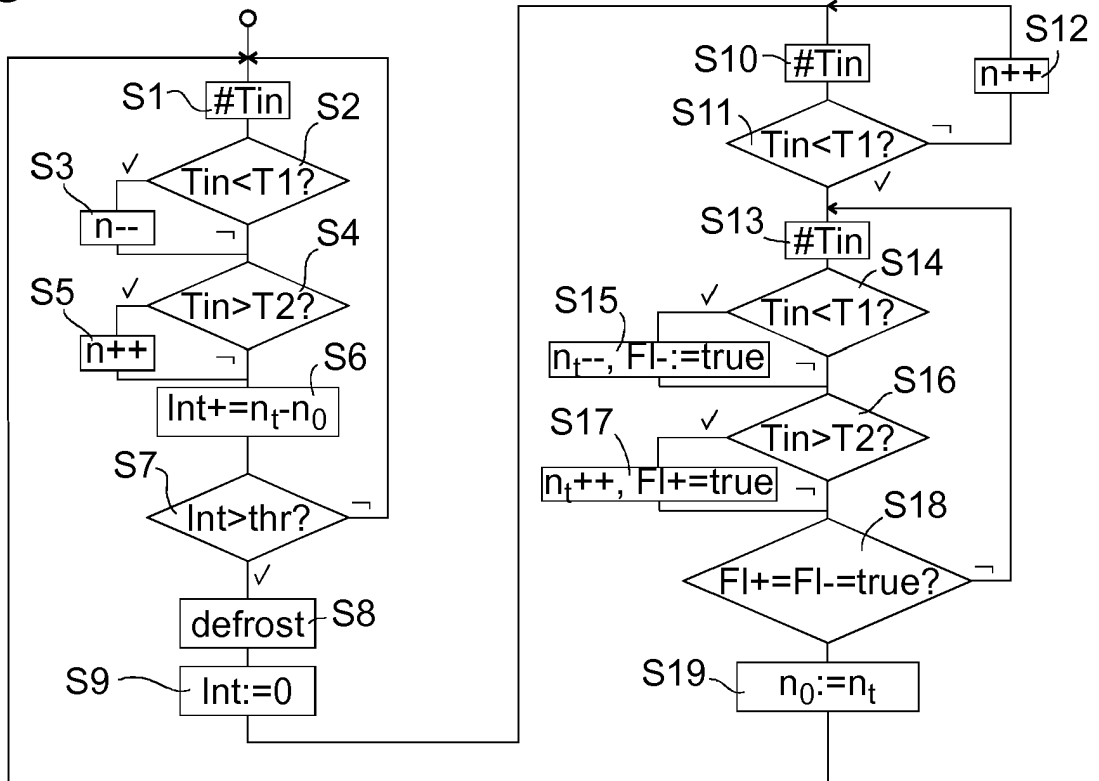 S1
#Tin
S2
Tin<T1?
✓
S3
n--
¬
S4
Tin>T2?
✓
S5
n++
¬
S6
Int+=nₜ-n₀
S7
Int>thr?
¬
✓
defrost
S8
S9
Int:=0
S10
#Tin
S12
n++
S11
Tin<T1?
¬
✓
S13
#Tin
S14
Tin<T1?
✓
S15
nₜ--, Fl-:=true
¬
S16
Tin>T2?
✓
S17
nₜ++, Fl+=true
¬
S18
Fl+=Fl-=true?
¬
S19
n₀:=nₜ